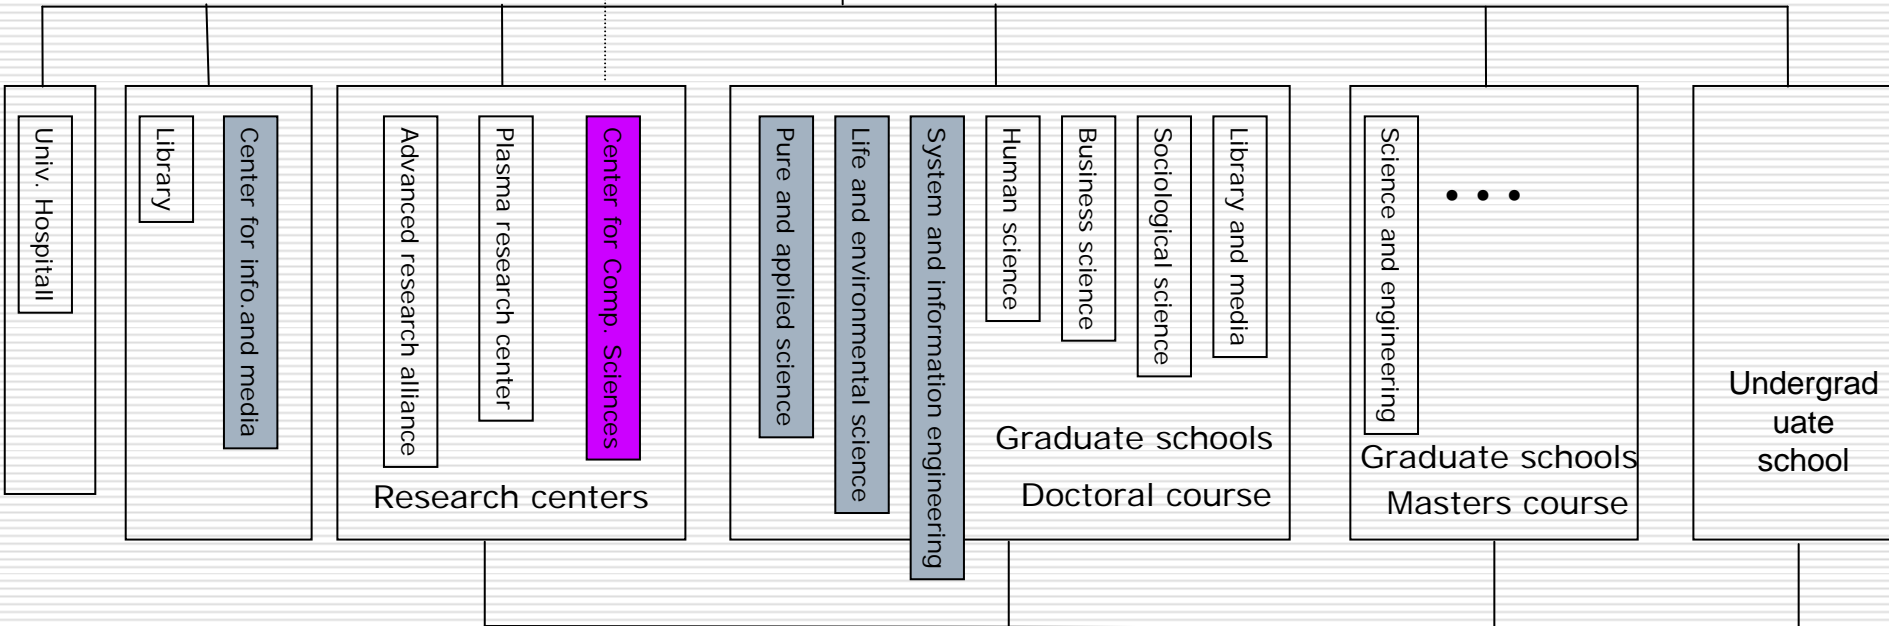 Univ. Hospitall
Library
Center for info.and media
Advanced research alliance
Plasma research center
Center for Comp. Sciences
Research centers
Pure and applied science
Life and environmental science
System and information engineering
Human science
Business science
Sociological science
Library and media
Graduate schools
Doctoral course
Science and engineering
• • •
Graduate schools
Masters course
Undergrad
uate
school